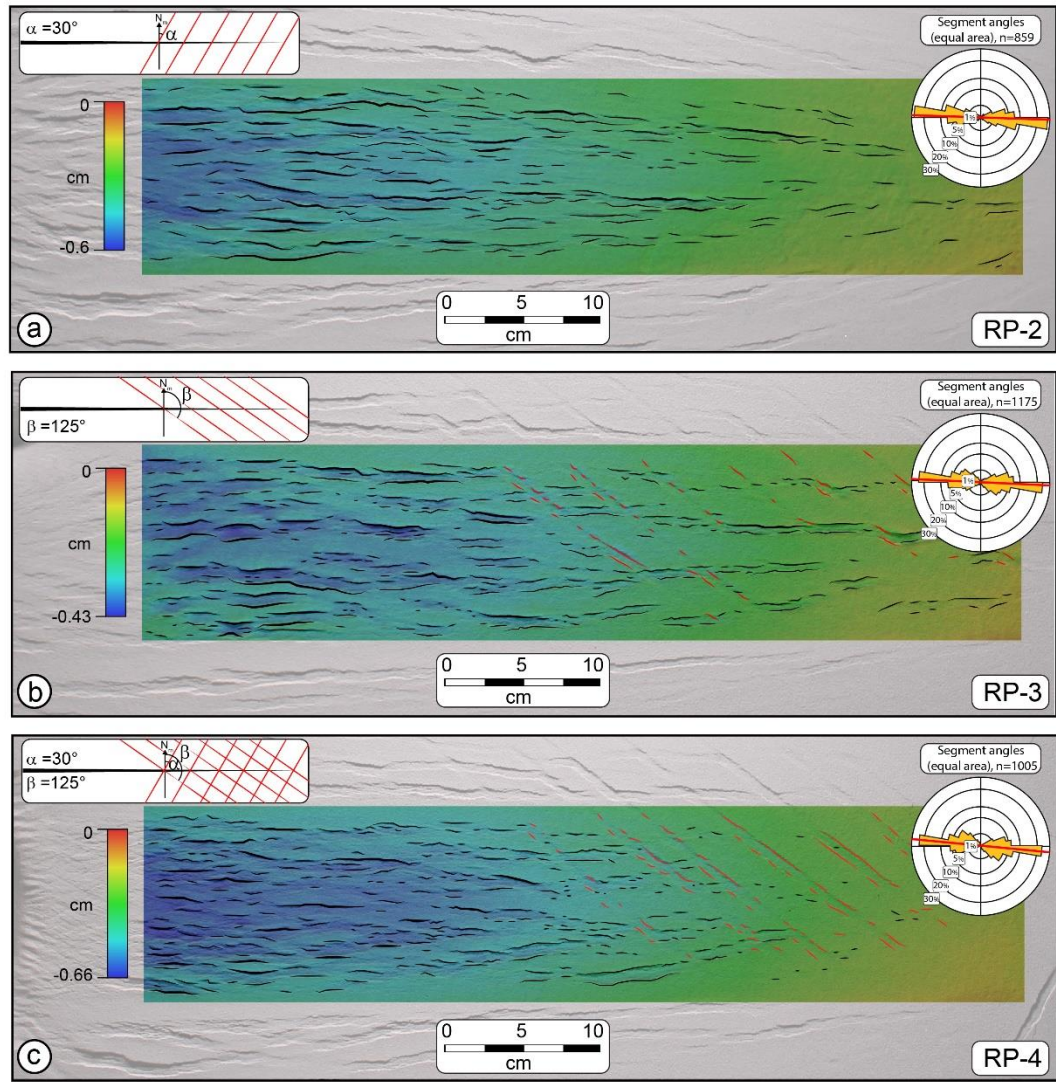 α = 30°
Nm
α
Segment angles
(equal area), n=859
1%
5%
10%
20%
30%
0
cm
-0.6
0 5 10
cm
a
RP-2
Nm
β
β =125°
Segment angles
(equal area), n=1175
1%
5%
10%
20%
30%
0
cm
-0.43
0 5 10
cm
b
RP-3
α =30°
β =125°
Nm
β
α
Segment angles
(equal area), n=1005
1%
5%
10%
20%
30%
0
cm
-0.66
0 5 10
cm
c
RP-4